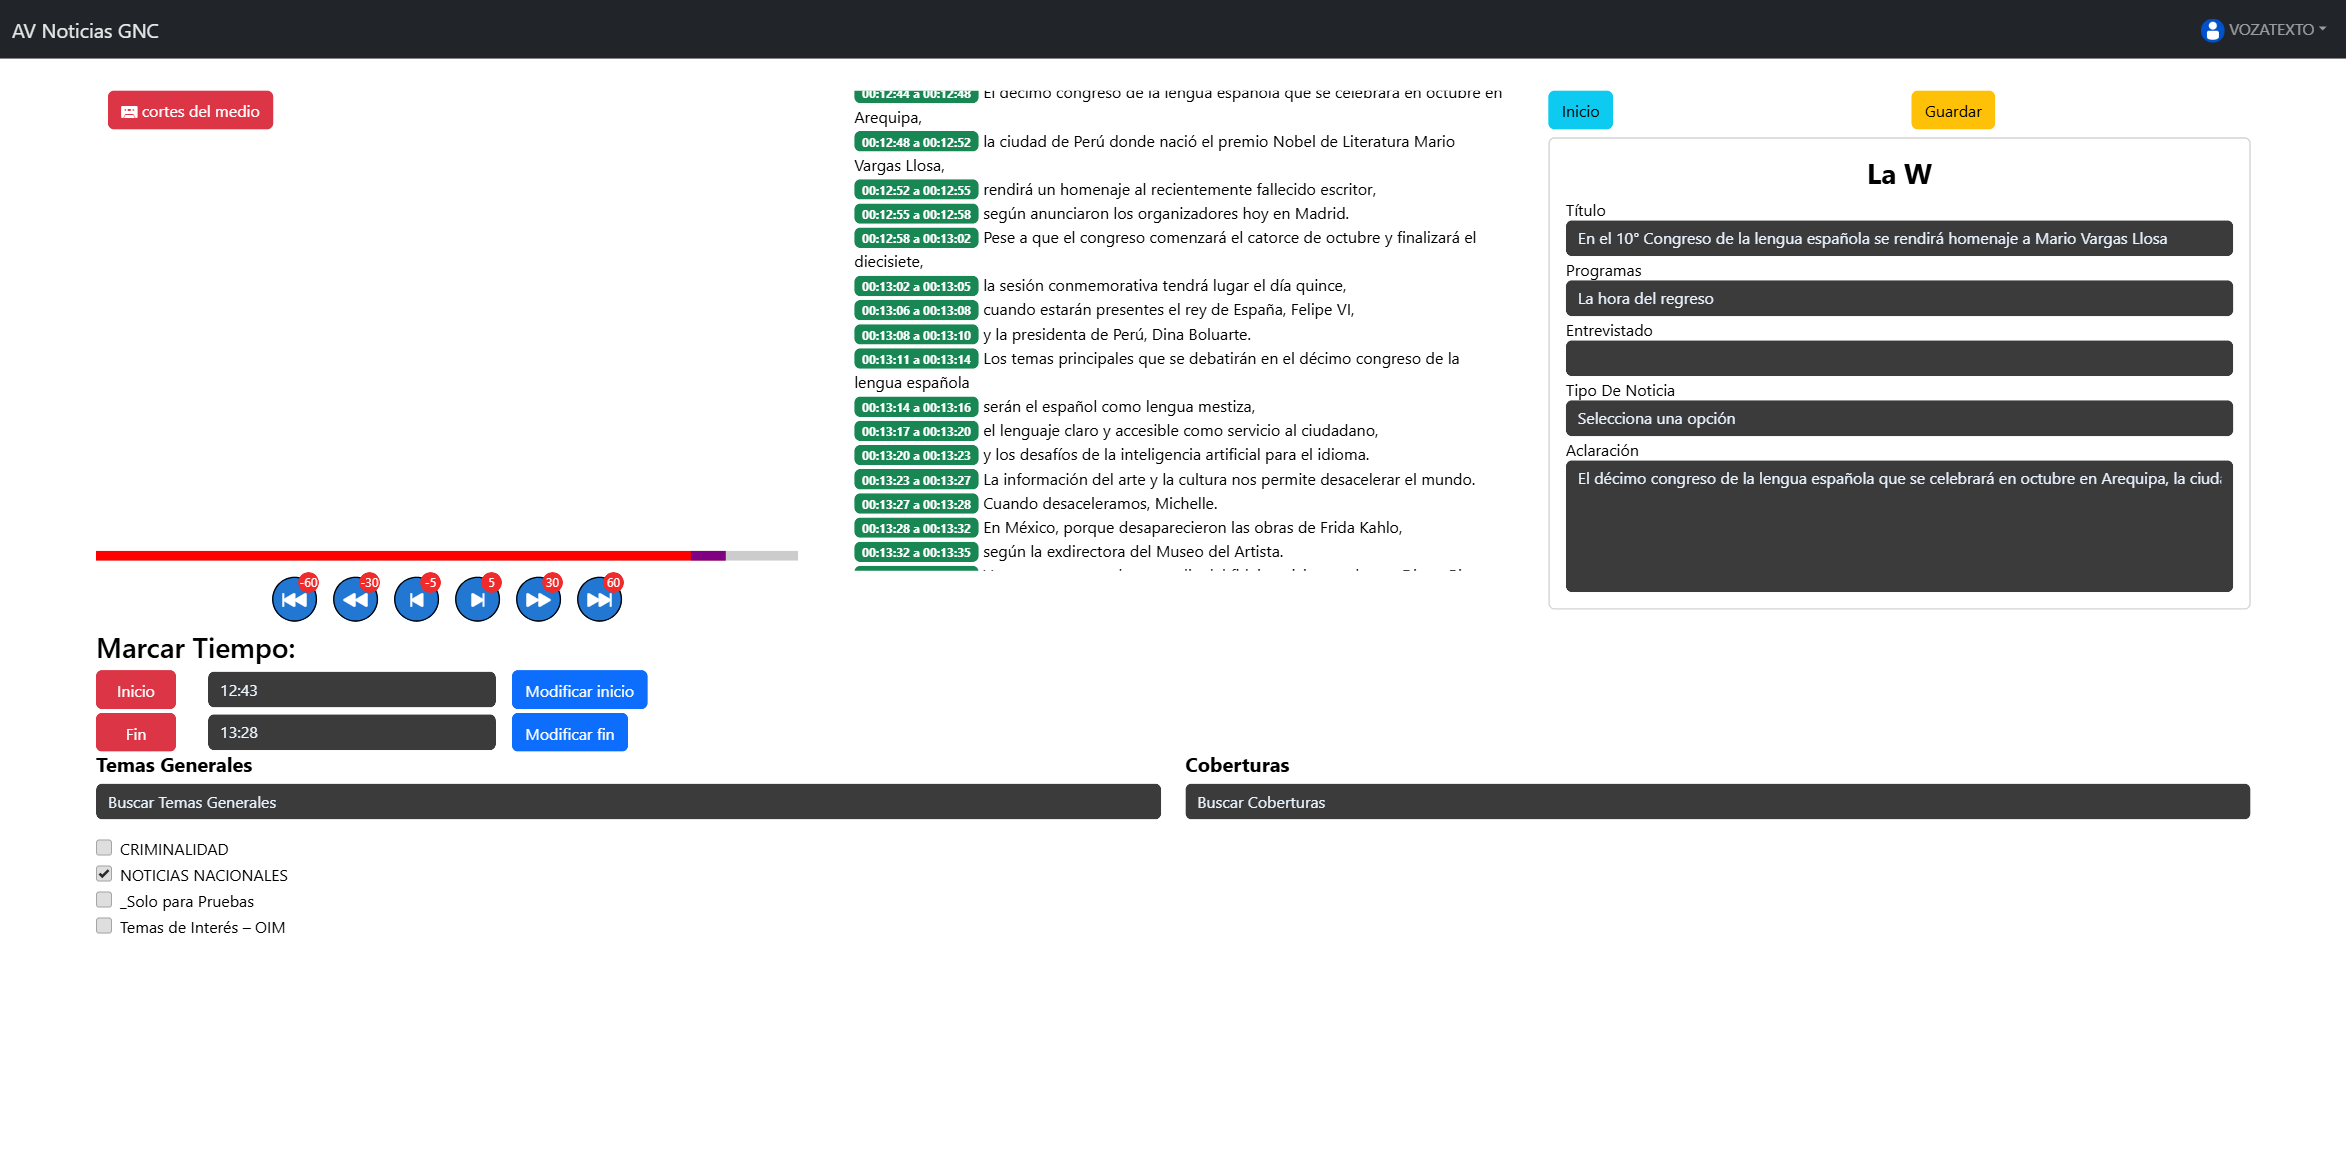 AV Noticias GNC
VOZATEXTO
cortes del medio
00:12:44 a 00:12:48 El décimo congreso de la lengua española que se celebrará en octubre en
Arequipa,
00:12:48 a 00:12:52 la ciudad de Perú donde nació el premio Nobel de Literatura Mario
Vargas Llosa,
00:12:52 a 00:12:55 rendirá un homenaje al recientemente fallecido escritor,
00:12:55 a 00:12:58 según anunciaron los organizadores hoy en Madrid.
00:12:58 a 00:13:02 Pese a que el congreso comenzará el catorce de octubre y finalizará el
diecisiete,
00:13:02 a 00:13:05 la sesión conmemorativa tendrá lugar el día quince,
00:13:06 a 00:13:08 cuando estarán presentes el rey de España, Felipe VI,
00:13:08 a 00:13:10 y la presidenta de Perú, Dina Boluarte.
00:13:11 a 00:13:14 Los temas principales que se debatirán en el décimo congreso de la
lengua española
00:13:14 a 00:13:16 serán el español como lengua mestiza,
00:13:17 a 00:13:20 el lenguaje claro y accesible como servicio al ciudadano,
00:13:20 a 00:13:23 y los desafíos de la inteligencia artificial para el idioma.
00:13:23 a 00:13:27 La información del arte y la cultura nos permite desacelerar el mundo.
00:13:27 a 00:13:28 Cuando desaceleramos, Michelle.
00:13:28 a 00:13:32 En México, porque desaparecieron las obras de Frida Kahlo,
00:13:32 a 00:13:35 según la exdirectora del Museo del Artista.
Inicio
Guardar
La W
Título
En el 10° Congreso de la lengua española se rendirá homenaje a Mario Vargas Llosa
Programas
La hora del regreso
Entrevistado
Tipo De Noticia
Selecciona una opción
Aclaración
El décimo congreso de la lengua española que se celebrará en octubre en Arequipa, la ciud
-60 -30 -5 5 30 60
Marcar Tiempo:
Inicio 12:43 Modificar inicio
Fin 13:28 Modificar fin
Temas Generales
Buscar Temas Generales
CRIMINALIDAD
NOTICIAS NACIONALES
_Solo para Pruebas
Temas de Interés – OIM
Coberturas
Buscar Coberturas